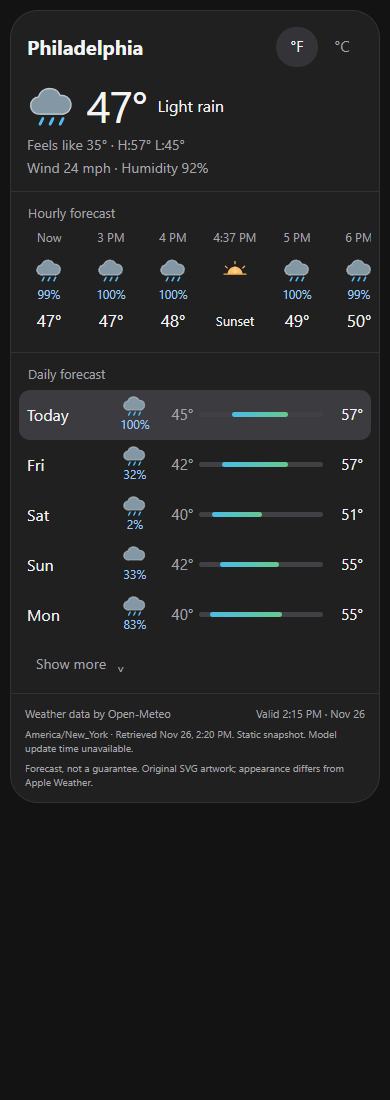 Philadelphia
°F °C
47° Light rain
Feels like 35° · H:57° L:45°
Wind 24 mph · Humidity 92%
Hourly forecast
Now 3 PM 4 PM 4:37 PM 5 PM 6 PM
99% 100% 100% 100% 99%
47° 47° 48° Sunset 49° 50°
Daily forecast
Today 100% 45° 57°
Fri 32% 42° 57°
Sat 2% 40° 51°
Sun 33% 42° 55°
Mon 83% 40° 55°
Show more
Weather data by Open-Meteo Valid 2:15 PM · Nov 26
America/New_York · Retrieved Nov 26, 2:20 PM. Static snapshot. Model
update time unavailable.
Forecast, not a guarantee. Original SVG artwork; appearance differs from
Apple Weather.